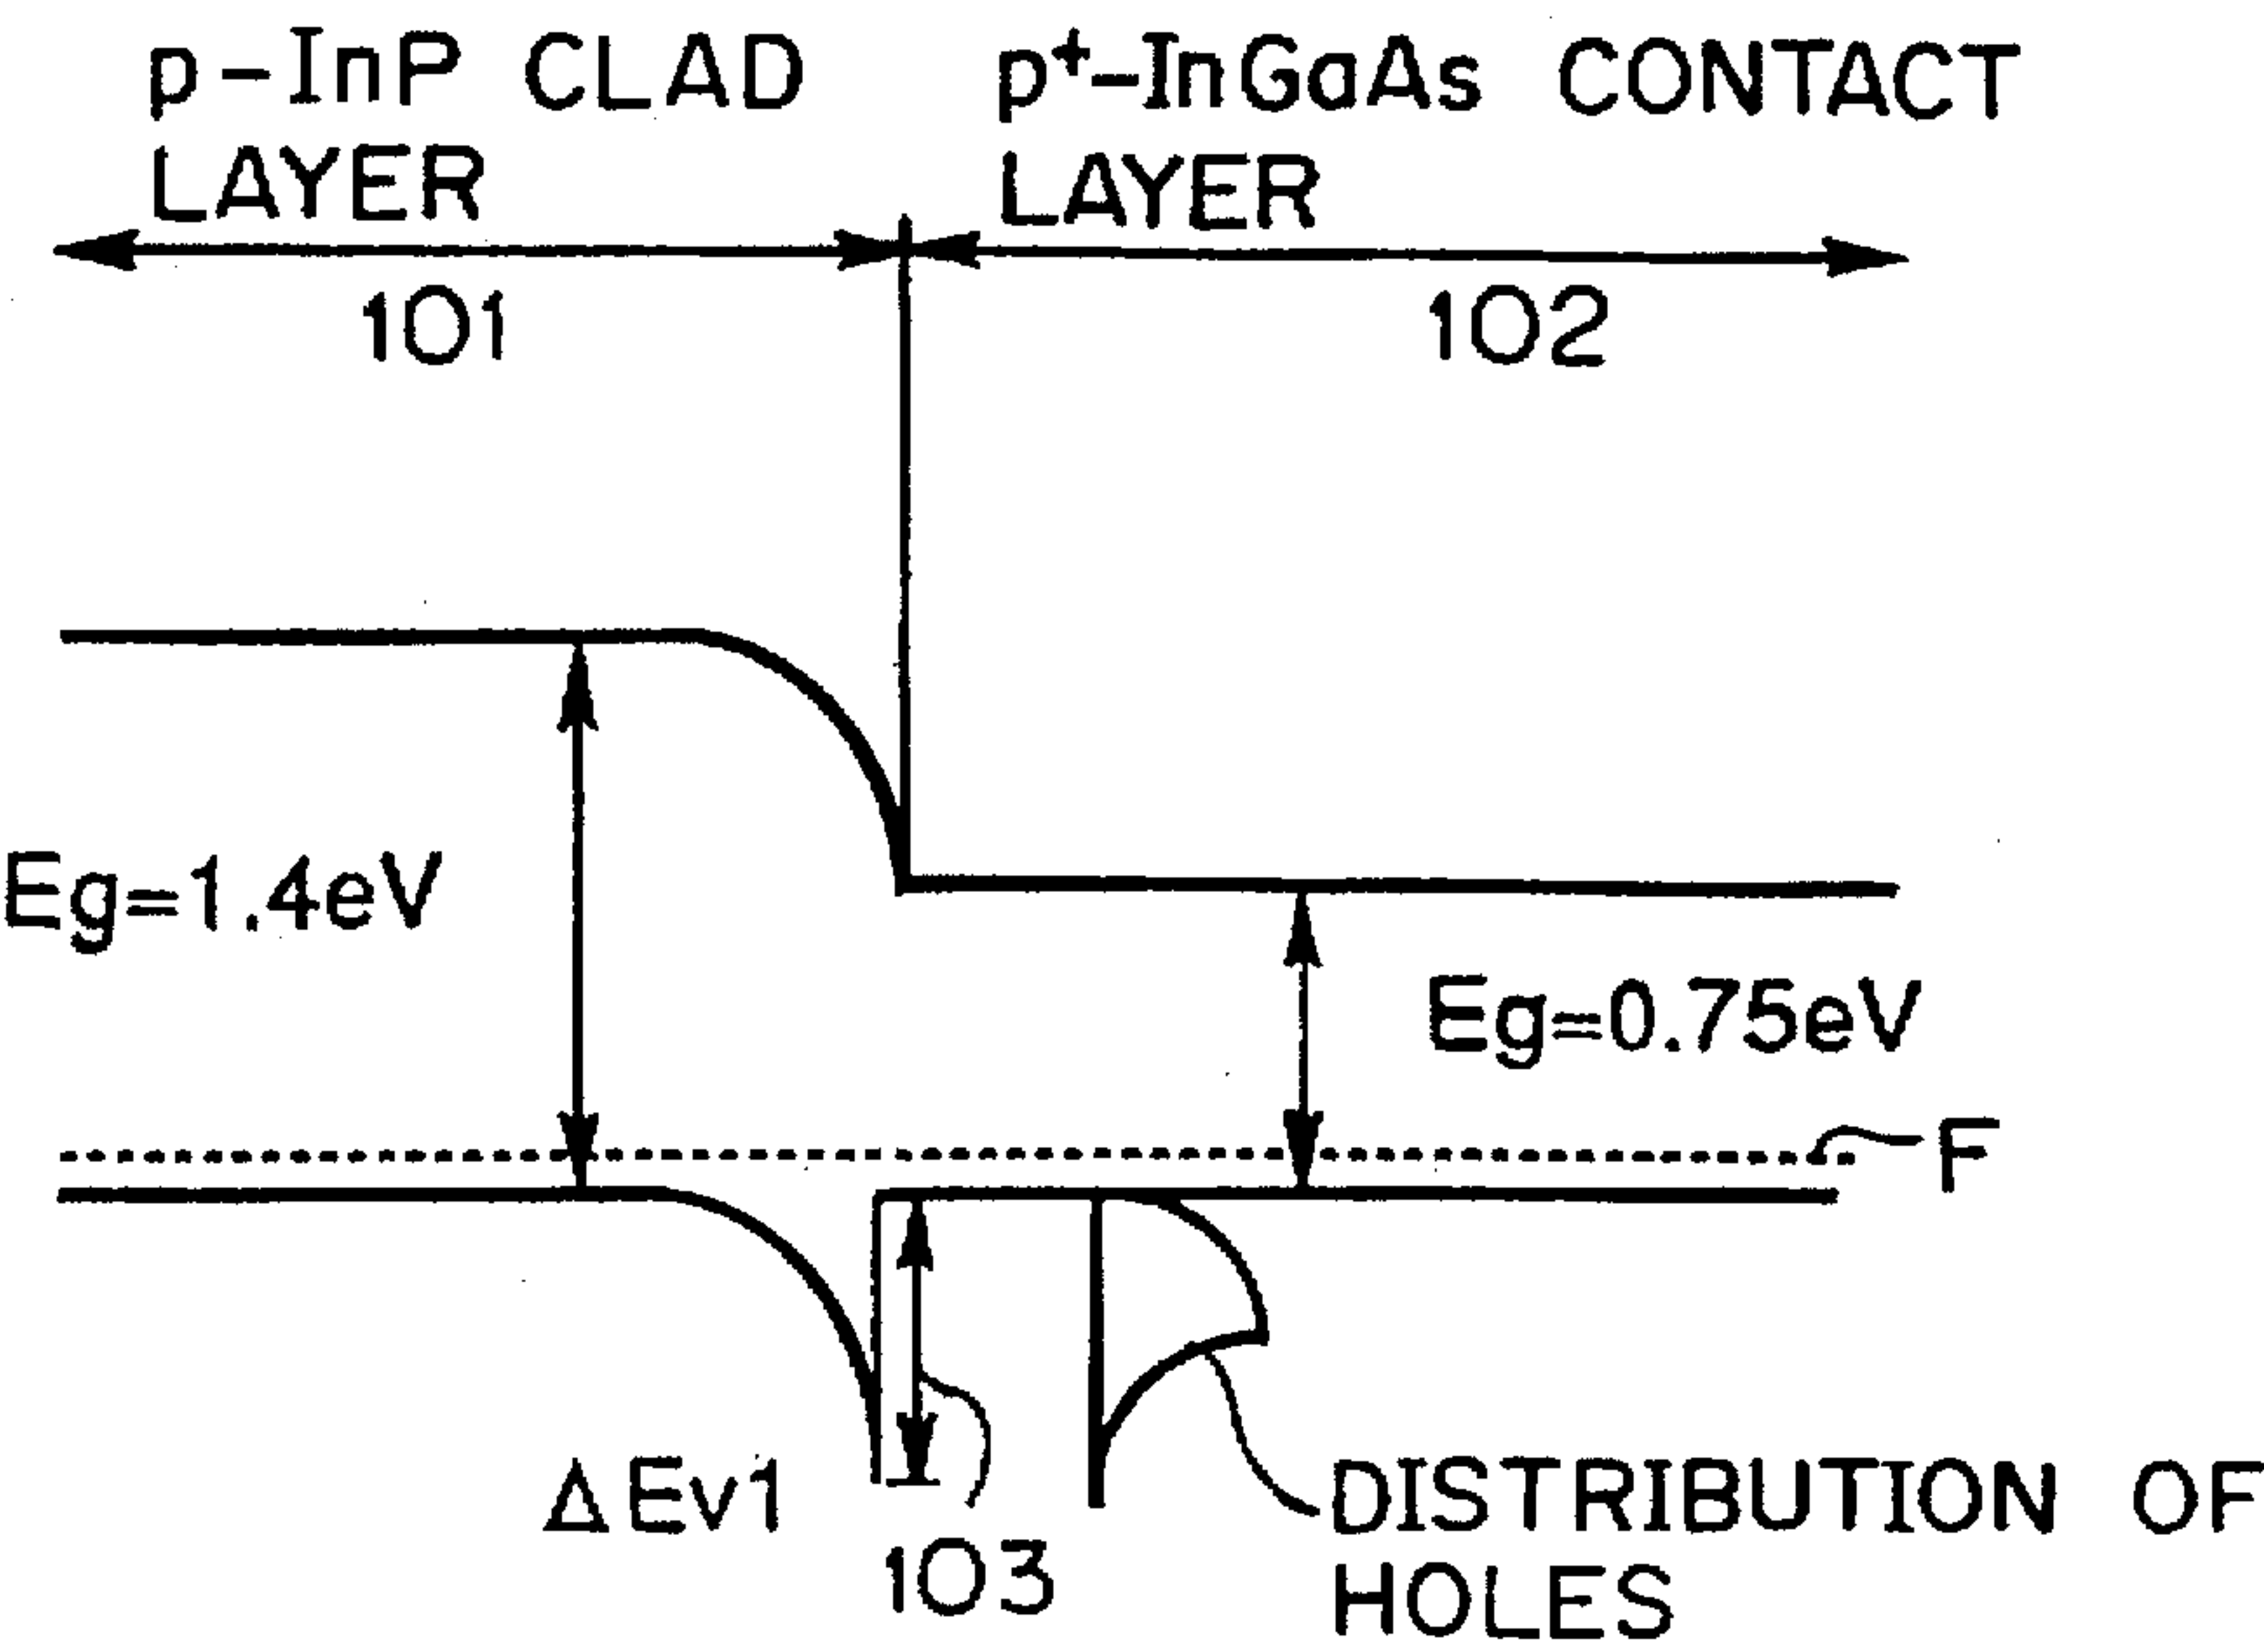 p-InP CLAD
LAYER
p+-InGaAs CONTACT
LAYER
101
102
Eg=1.4eV
Eg=0.75eV
F
ΔEv1
103
DISTRIBUTION OF
HOLES